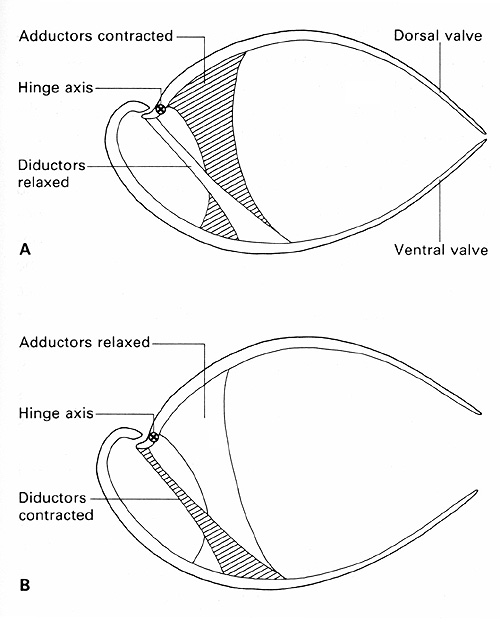 Adductors contracted
Dorsal valve
Hinge axis
Diductors
relaxed
A
Ventral valve
Adductors relaxed
Hinge axis
Diductors
contracted
B